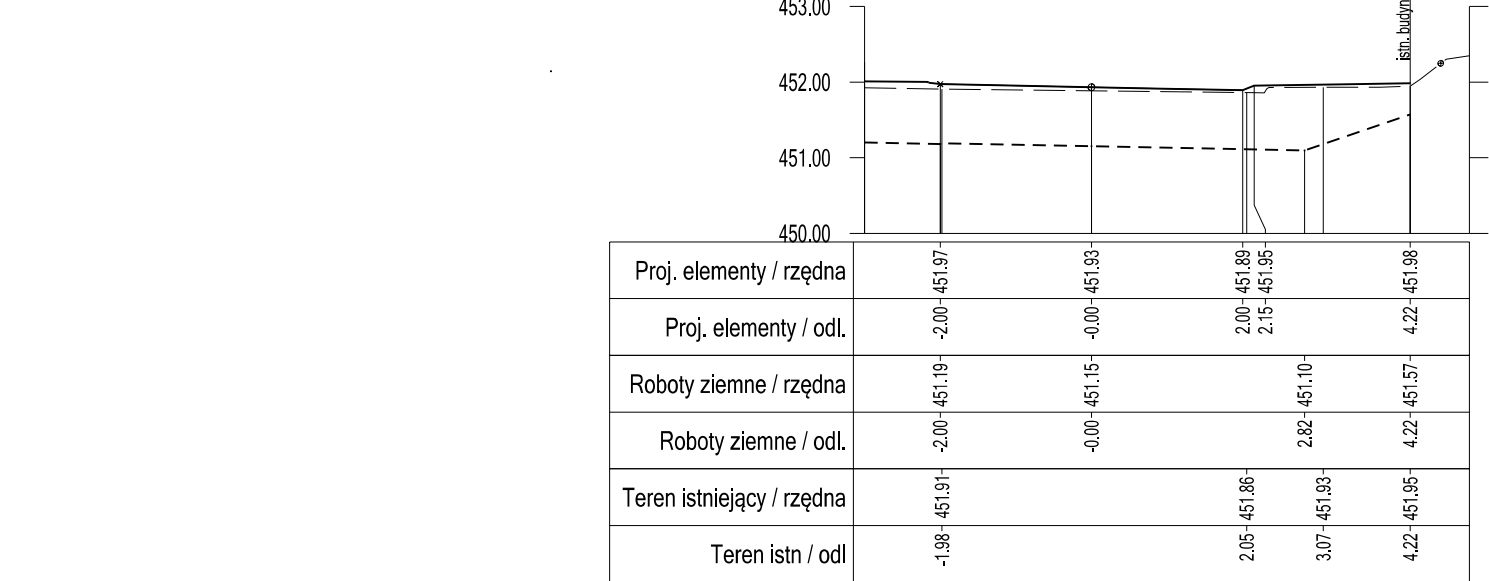 453.00
istn. budyn
452.00
451.00
450.00
Proj. elementy / rzędna 451.97 451.93 451.89 451.95 451.98
Proj. elementy / odl. -2.00 -0.00 2.00 2.15 4.22
Roboty ziemne / rzędna 451.19 451.15 451.10 451.57
Roboty ziemne / odl. -2.00 -0.00 2.82 4.22
Teren istniejący / rzędna 451.91 451.86 451.93 451.95
Teren istn / odl -1.98 2.05 3.07 4.22